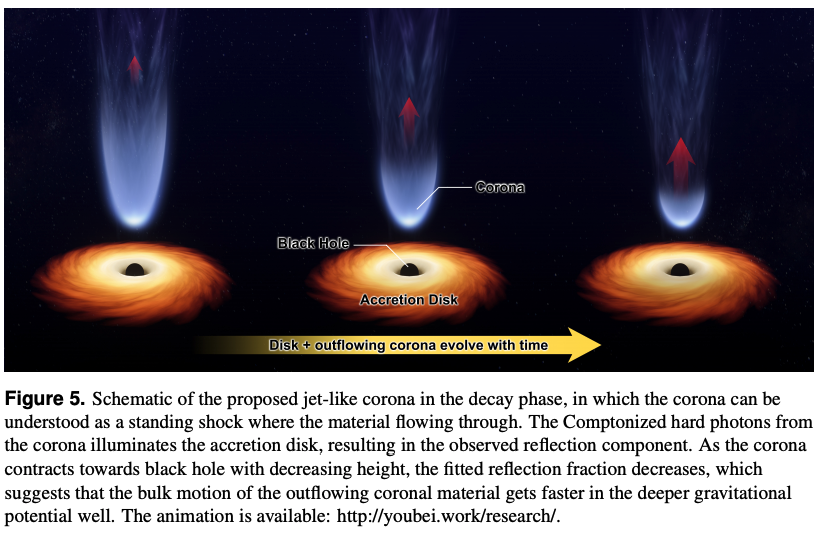 Corona
Black Hole
Accretion Disk
Disk + outflowing corona evolve with time
Figure 5. Schematic of the proposed jet-like corona in the decay phase, in which the corona can be
understood as a standing shock where the material flowing through. The Comptonized hard photons from
the corona illuminates the accretion disk, resulting in the observed reflection component. As the corona
contracts towards black hole with decreasing height, the fitted reflection fraction decreases, which
suggests that the bulk motion of the outflowing coronal material gets faster in the deeper gravitational
potential well. The animation is available: http://youbei.work/research/.